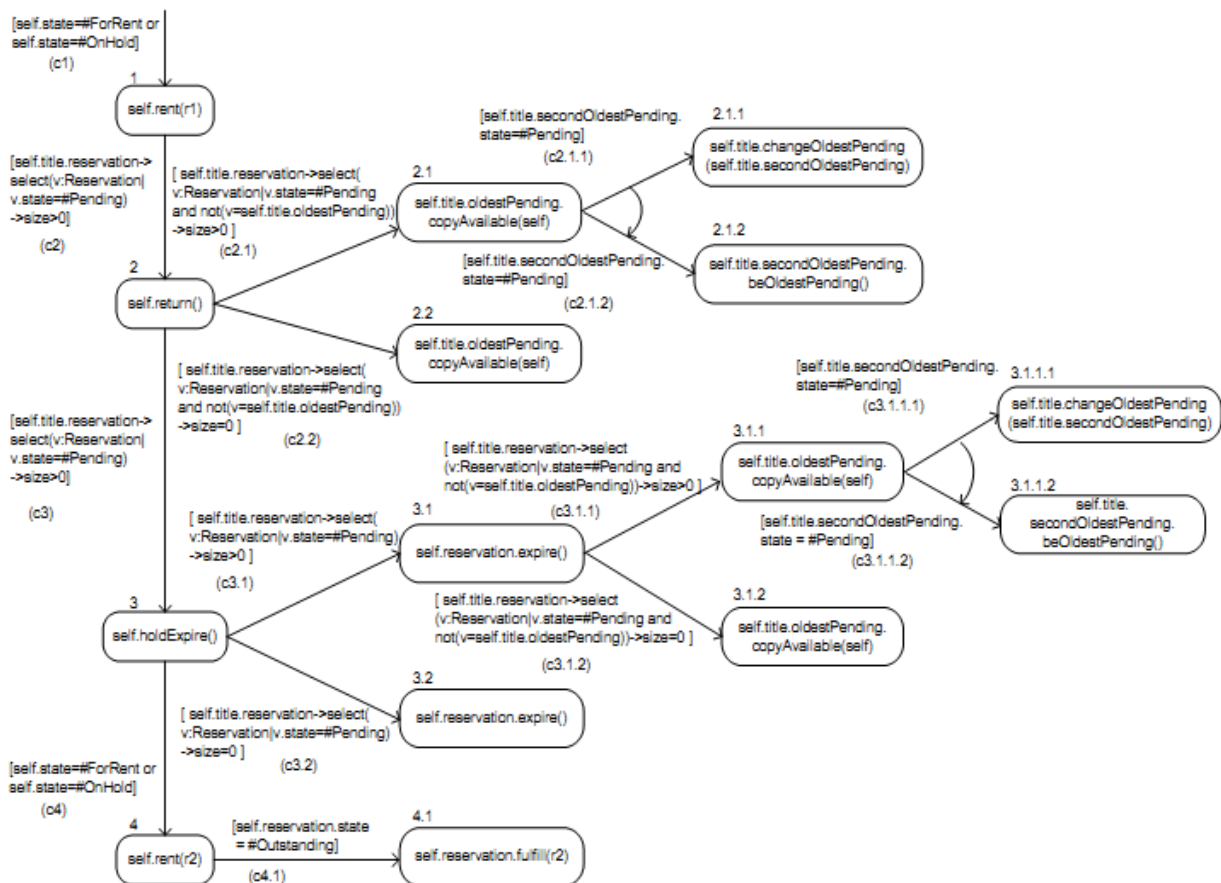 [self.state=#ForRent or
self.state=#OnHold]
(c1)
1
self.rent(r1)
[self.title.reservation->
select(v:Reservation|
v.state=#Pending)
->size>0]
(c2)
[ self.title.reservation->select(
v:Reservation|v.state=#Pending
and not(v=self.title.oldestPending))
->size>0 ]
(c2.1)
2.1
self.title.oldestPending.
copyAvailable(self)
[self.title.secondOldestPending.
state=#Pending]
(c2.1.1)
2.1.1
self.title.changeOldestPending
(self.title.secondOldestPending)
[self.title.secondOldestPending.
state=#Pending]
(c2.1.2)
2.1.2
self.title.secondOldestPending.
beOldestPending()
2
self.return()
2.2
self.title.oldestPending.
copyAvailable(self)
[ self.title.reservation->select(
v:Reservation|v.state=#Pending
and not(v=self.title.oldestPending))
->size=0 ]
(c2.2)
[self.title.reservation->
select(v:Reservation|
v.state=#Pending)
->size>0]
(c3)
[ self.title.reservation->select(
v:Reservation|v.state=#Pending)
->size>0 ]
(c3.1)
3.1
self.reservation.expire()
[ self.title.reservation->select
(v:Reservation|v.state=#Pending and
not(v=self.title.oldestPending))->size>0 ]
(c3.1.1)
3.1.1
self.title.oldestPending.
copyAvailable(self)
[self.title.secondOldestPending.
state=#Pending]
(c3.1.1.1)
3.1.1.1
self.title.changeOldestPending
(self.title.secondOldestPending)
[self.title.secondOldestPending.
state = #Pending]
(c3.1.1.2)
3.1.1.2
self.title.
secondOldestPending.
beOldestPending()
[ self.title.reservation->select
(v:Reservation|v.state=#Pending and
not(v=self.title.oldestPending))->size=0 ]
(c3.1.2)
3.1.2
self.title.oldestPending.
copyAvailable(self)
3
self.holdExpire()
3.2
self.reservation.expire()
[ self.title.reservation->select(
v:Reservation|v.state=#Pending)
->size=0 ]
(c3.2)
[self.state=#ForRent or
self.state=#OnHold]
(c4)
4
self.rent(r2)
[self.reservation.state
= #Outstanding]
(c4.1)
4.1
self.reservation.fulfill(r2)